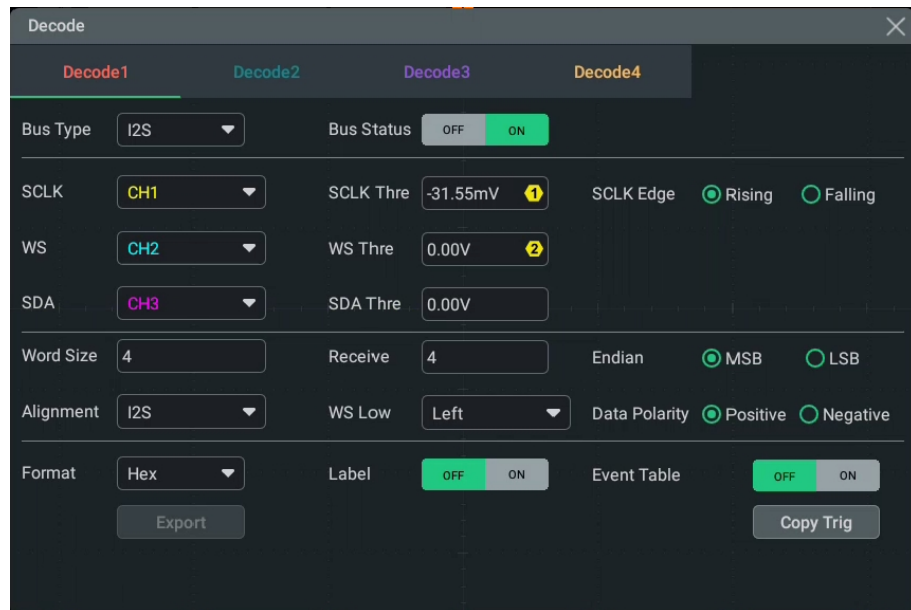 Decode
Decode1 Decode2 Decode3 Decode4
Bus Type I2S Bus Status OFF ON
SCLK CH1 SCLK Thre -31.55mV 1 SCLK Edge Rising Falling
WS CH2 WS Thre 0.00V 2
SDA CH3 SDA Thre 0.00V
Word Size 4 Receive 4 Endian MSB LSB
Alignment I2S WS Low Left Data Polarity Positive Negative
Format Hex Label OFF ON Event Table OFF ON
Export Copy Trig